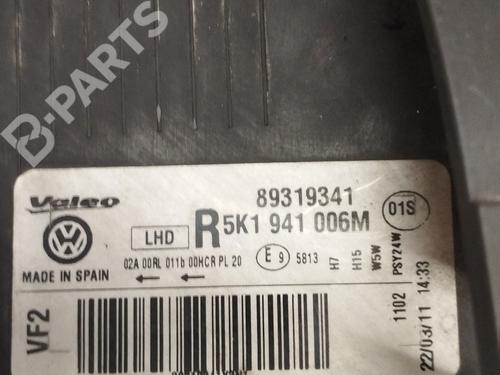 B-PARTS
Valeo
89319341
LHD
R 5K1 941 006M
01S
MADE IN SPAIN
02A 00RL 011b 00HCR PL 20
E 9
5813
H7
H15
W5W
PSY24W
VF2
1102
22/03/11 14:33